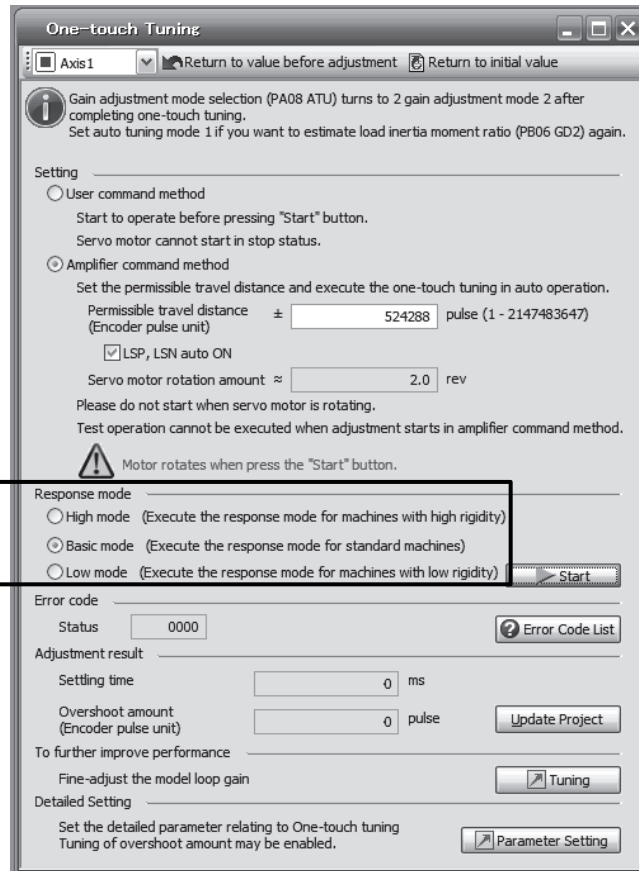 One-touch Tuning
Axis1 Return to value before adjustment Return to initial value
Gain adjustment mode selection (PA08 ATU) turns to 2 gain adjustment mode 2 after
completing one-touch tuning.
Set auto tuning mode 1 if you want to estimate load inertia moment ratio (PB06 GD2) again.
Setting
User command method
Start to operate before pressing "Start" button.
Servo motor cannot start in stop status.
Amplifier command method
Set the permissible travel distance and execute the one-touch tuning in auto operation.
Permissible travel distance ± 524288 pulse (1 - 2147483647)
(Encoder pulse unit)
LSP, LSN auto ON
Servo motor rotation amount ≈ 2.0 rev
Please do not start when servo motor is rotating.
Test operation cannot be executed when adjustment starts in amplifier command method.
Motor rotates when press the "Start" button.
Response mode
High mode (Execute the response mode for machines with high rigidity)
Basic mode (Execute the response mode for standard machines)
Low mode (Execute the response mode for machines with low rigidity) Start
Error code
Status 0000 Error Code List
Adjustment result
Settling time 0 ms
Overshoot amount 0 pulse Update Project
(Encoder pulse unit)
To further improve performance
Fine-adjust the model loop gain Tuning
Detailed Setting
Set the detailed parameter relating to One-touch tuning
Tuning of overshoot amount may be enabled. Parameter Setting